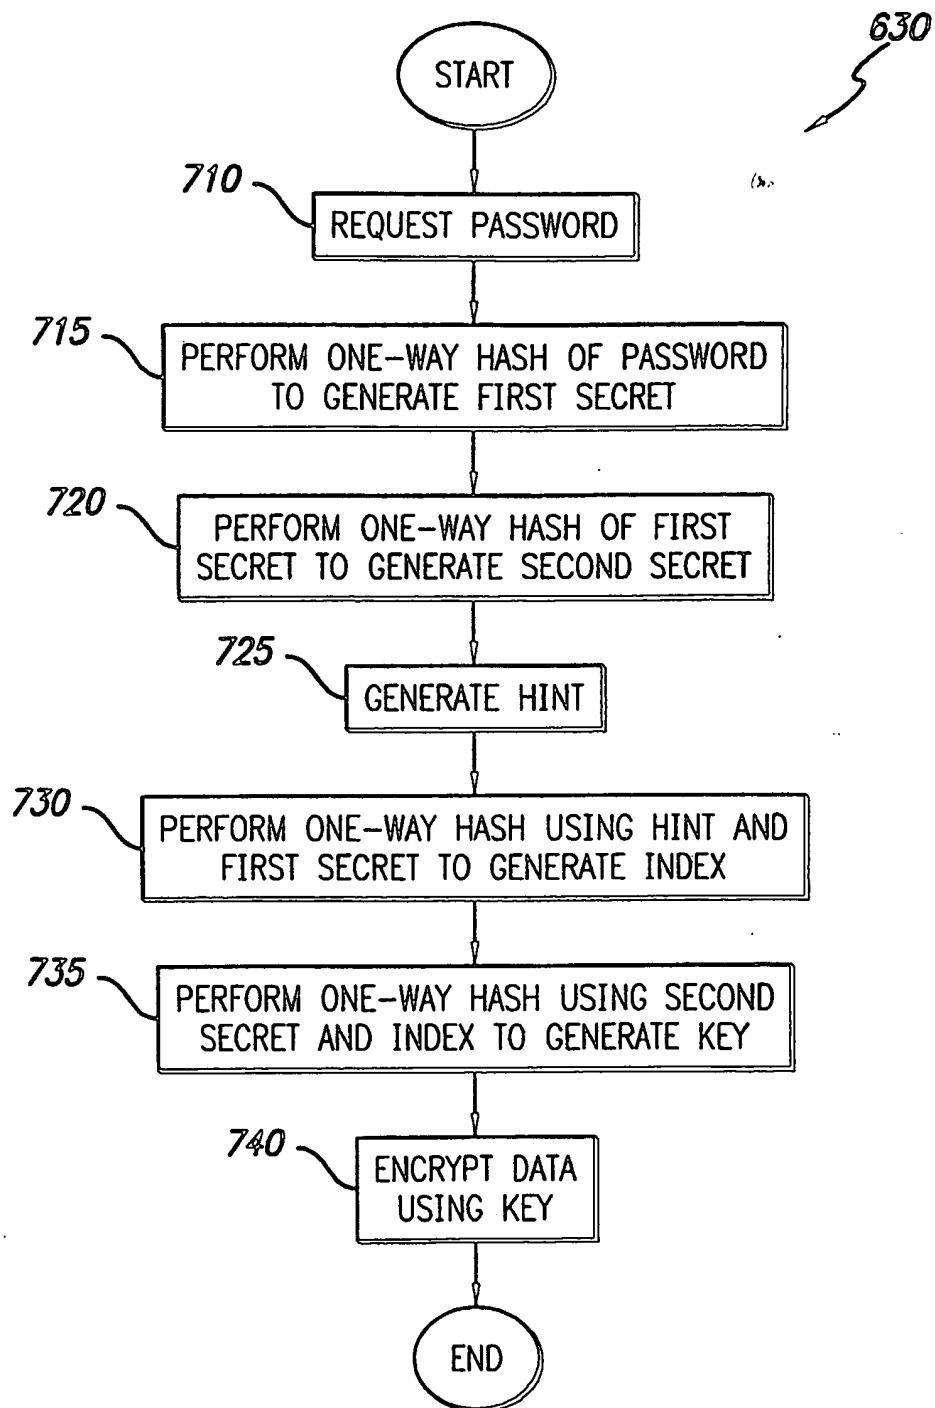 630
START
710
REQUEST PASSWORD
715
PERFORM ONE-WAY HASH OF PASSWORD
TO GENERATE FIRST SECRET
720
PERFORM ONE-WAY HASH OF FIRST
SECRET TO GENERATE SECOND SECRET
725
GENERATE HINT
730
PERFORM ONE-WAY HASH USING HINT AND
FIRST SECRET TO GENERATE INDEX
735
PERFORM ONE-WAY HASH USING SECOND
SECRET AND INDEX TO GENERATE KEY
740
ENCRYPT DATA
USING KEY
END